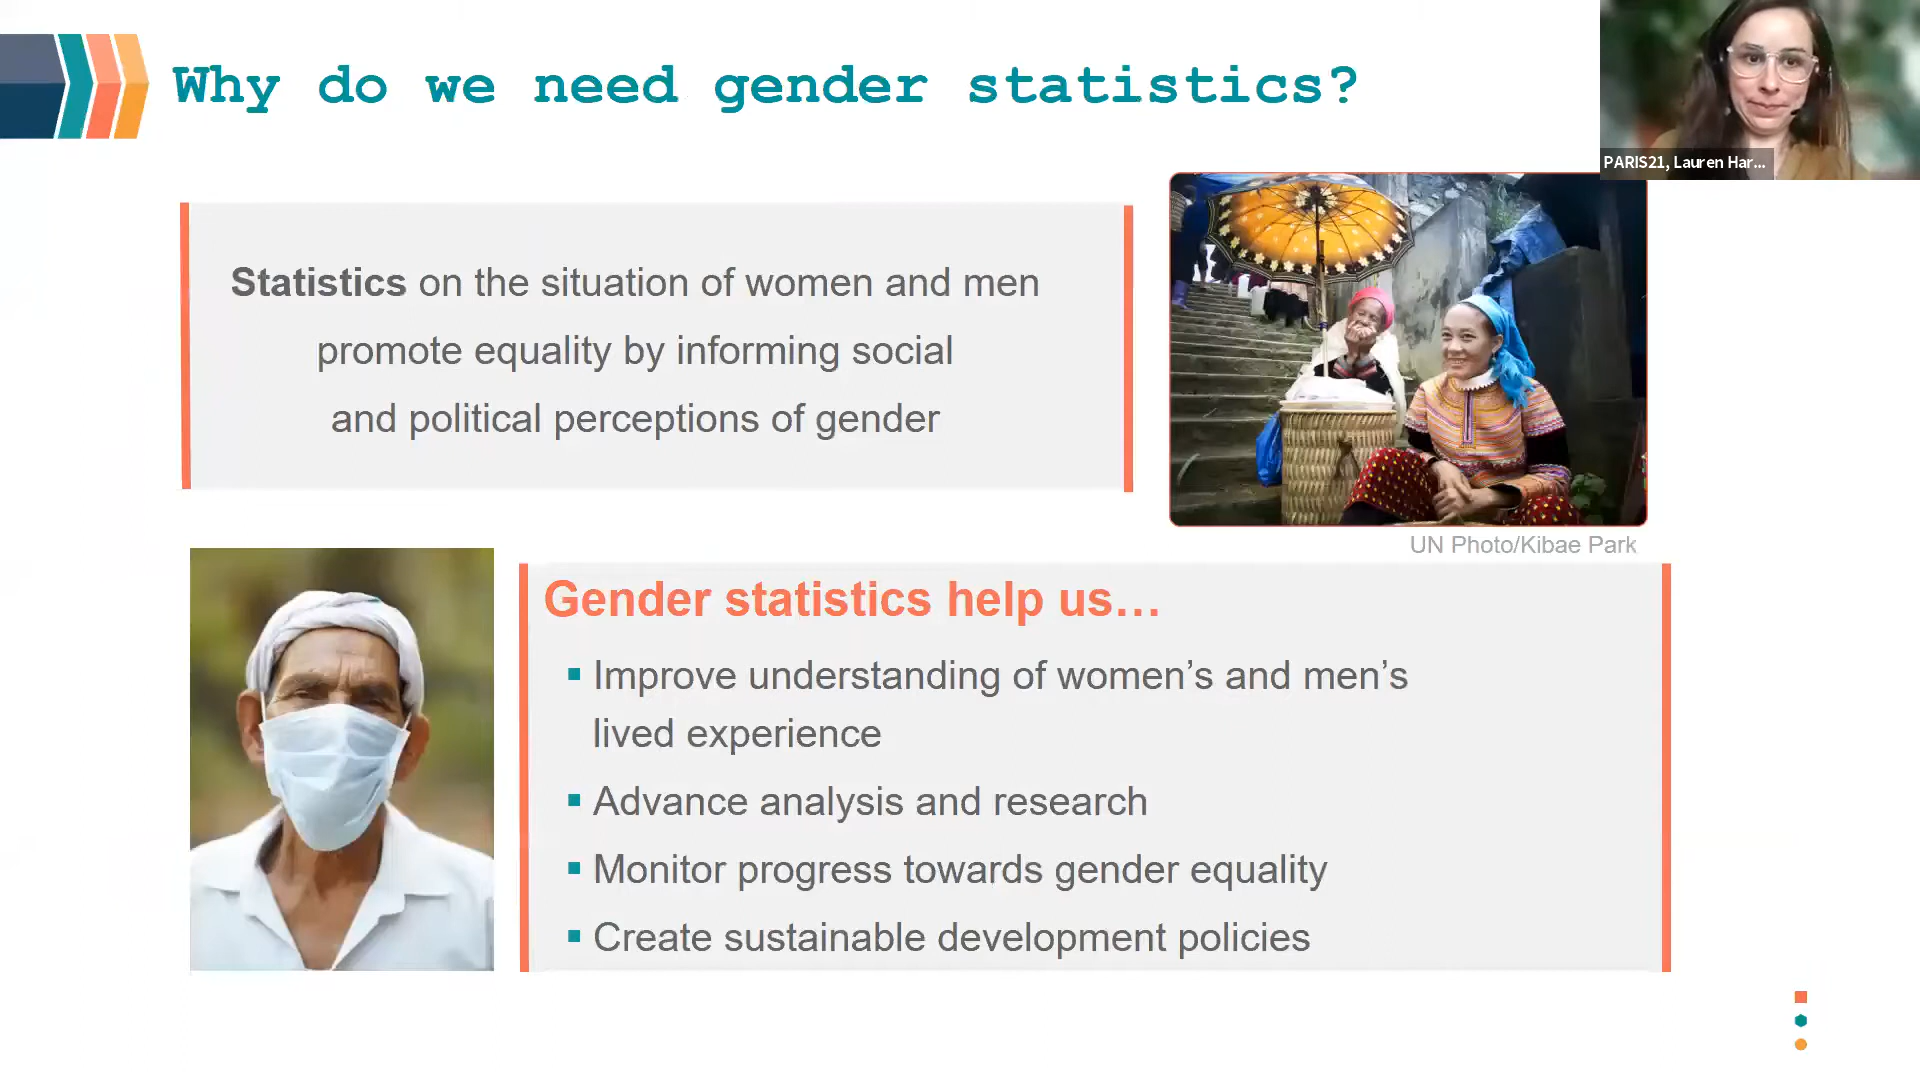 Why do we need gender statistics?
PARIS21, Lauren Har...
Statistics on the situation of women and men
promote equality by informing social
and political perceptions of gender
UN Photo/Kibae Park
Gender statistics help us…
▪ Improve understanding of women’s and men’s
lived experience
▪ Advance analysis and research
▪ Monitor progress towards gender equality
▪ Create sustainable development policies